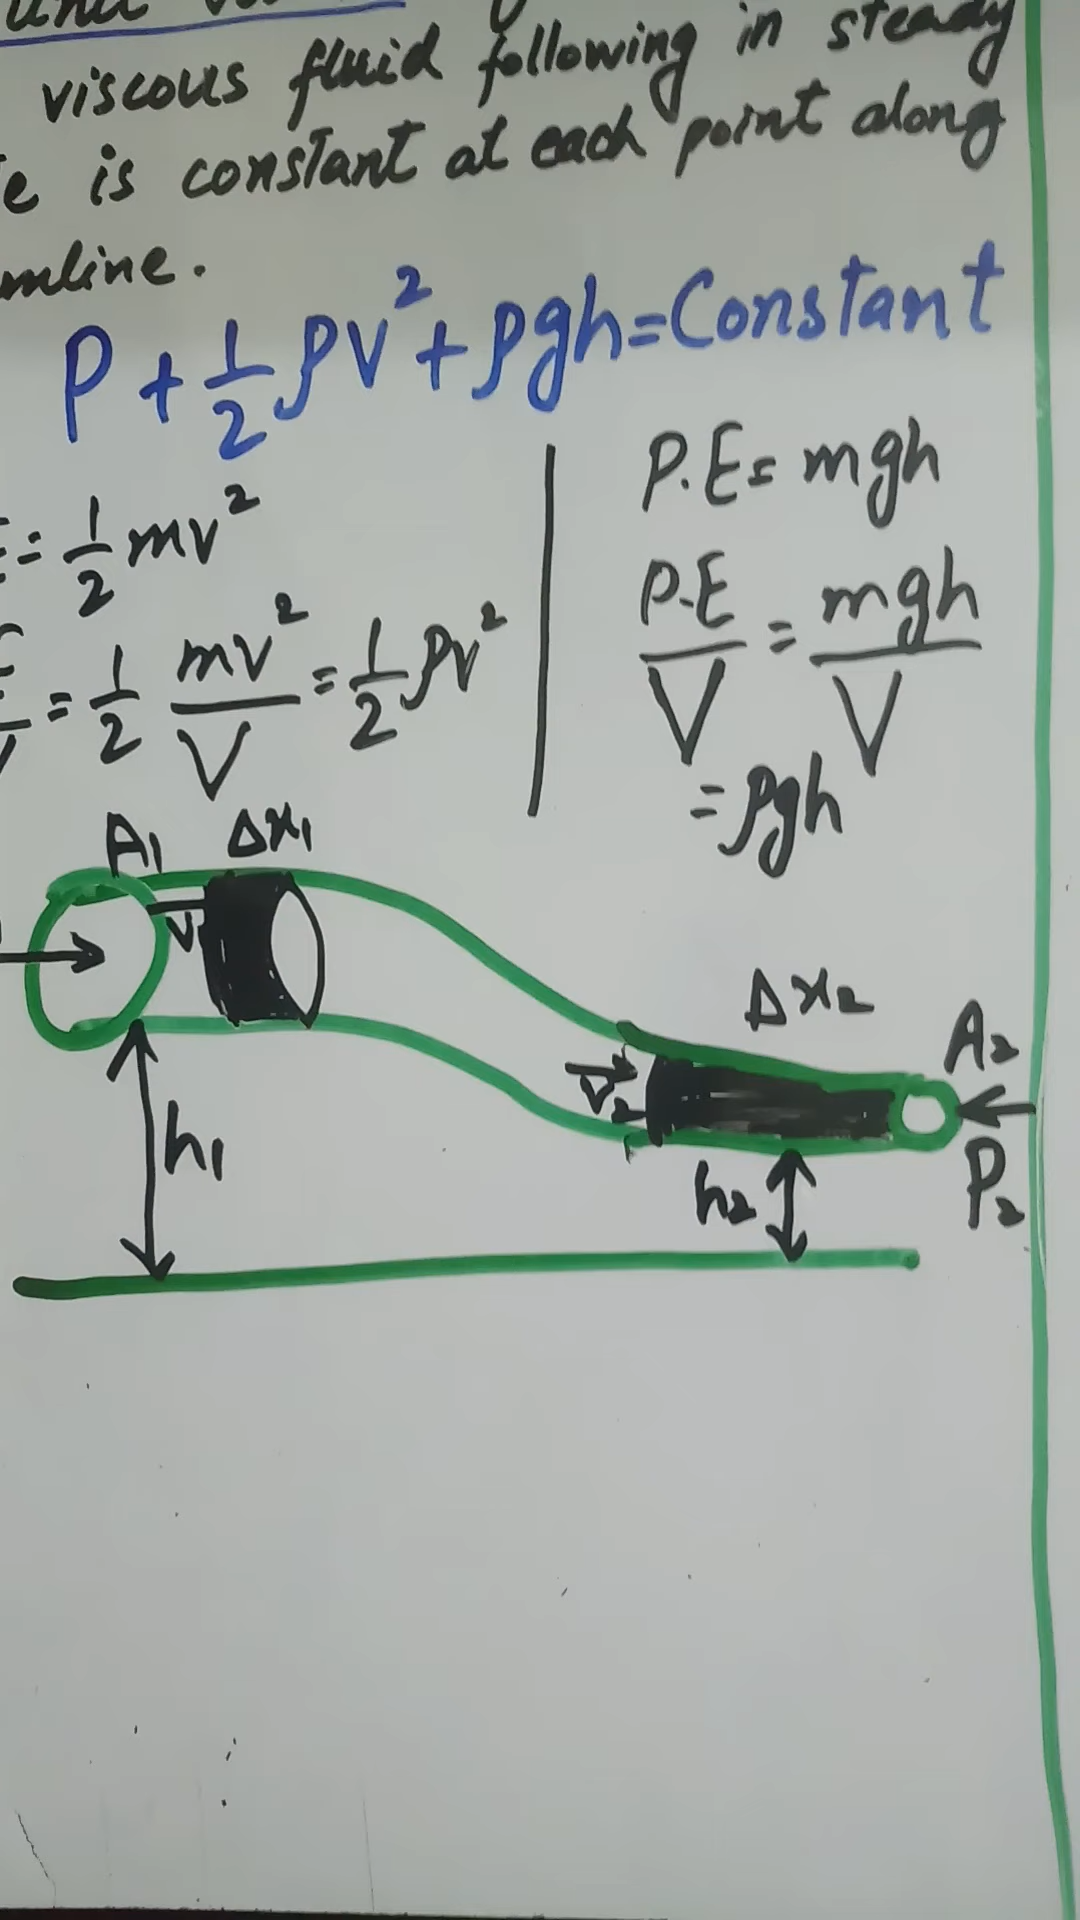 viscous fluid following in steady
e is constant at each point along
mline.
P + 1/2 ρv² + ρgh = Constant
= 1/2 mv²
= 1/2 mv²/V = 1/2 ρv²
P.E = mgh
P.E/V = mgh/V
= ρgh
A₁ Δx₁
V
Δx₂
A₂
V₂
h₁
h₂
P₂